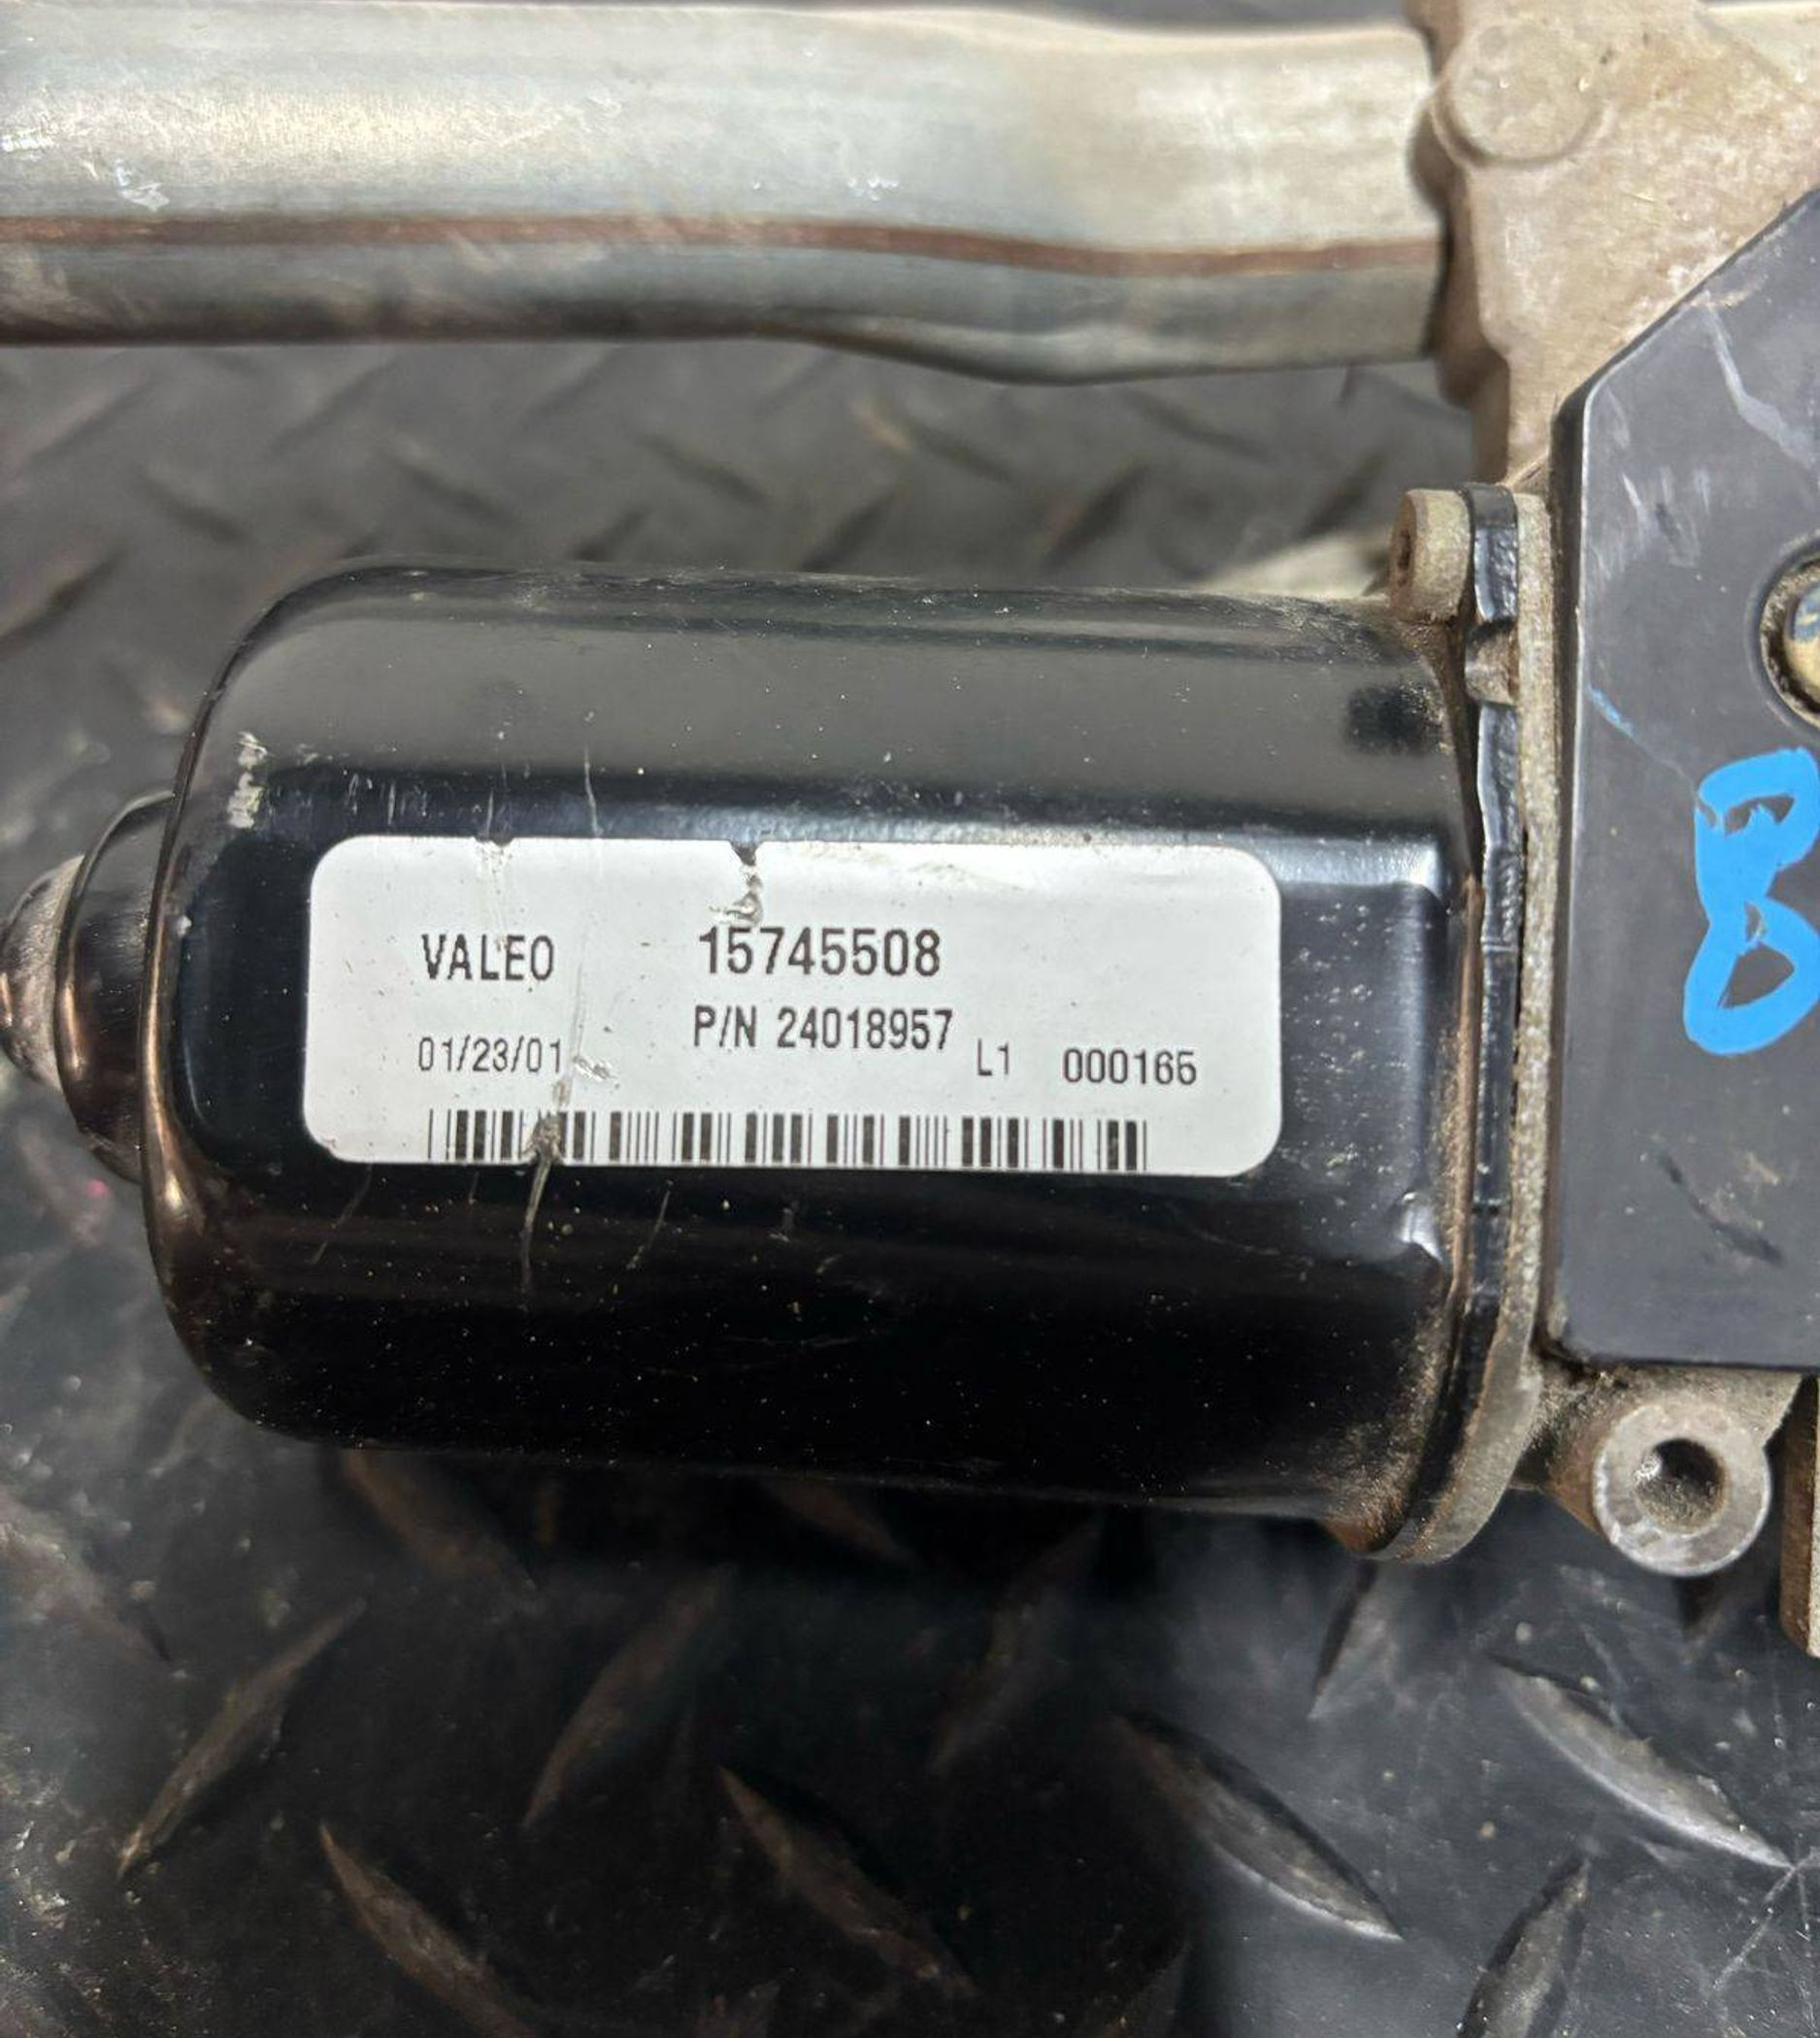 VALEO 15745508
P/N 24018957
01/23/01 L1 000165